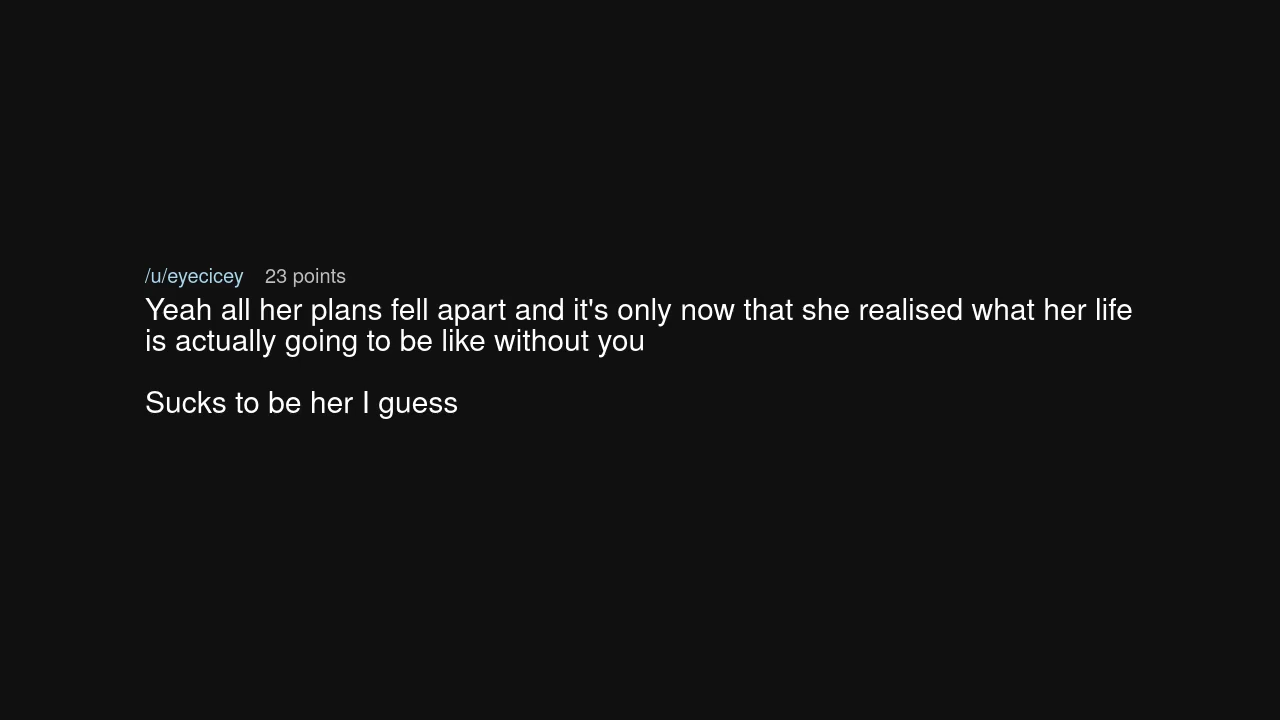 /u/eyecicey 23 points
Yeah all her plans fell apart and it's only now that she realised what her life
is actually going to be like without you
Sucks to be her I guess